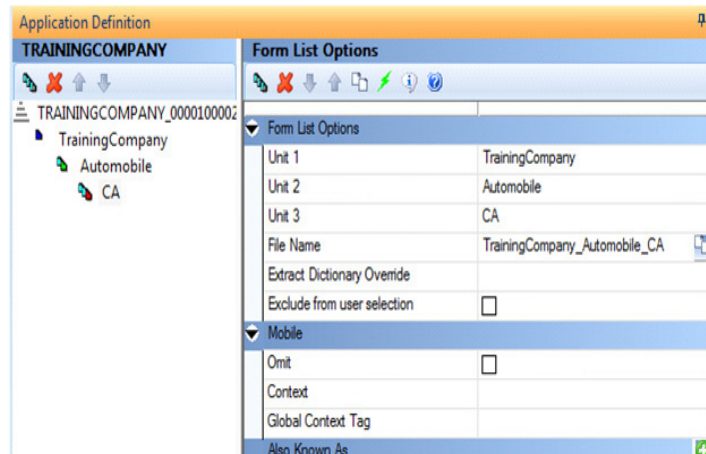 Application Definition
TRAININGCOMPANY
TRAININGCOMPANY_0000100002
TrainingCompany
Automobile
CA
Form List Options
Form List Options
Unit 1 TrainingCompany
Unit 2 Automobile
Unit 3 CA
File Name TrainingCompany_Automobile_CA
Extract Dictionary Override
Exclude from user selection
Mobile
Omit
Context
Global Context Tag
Also Known As